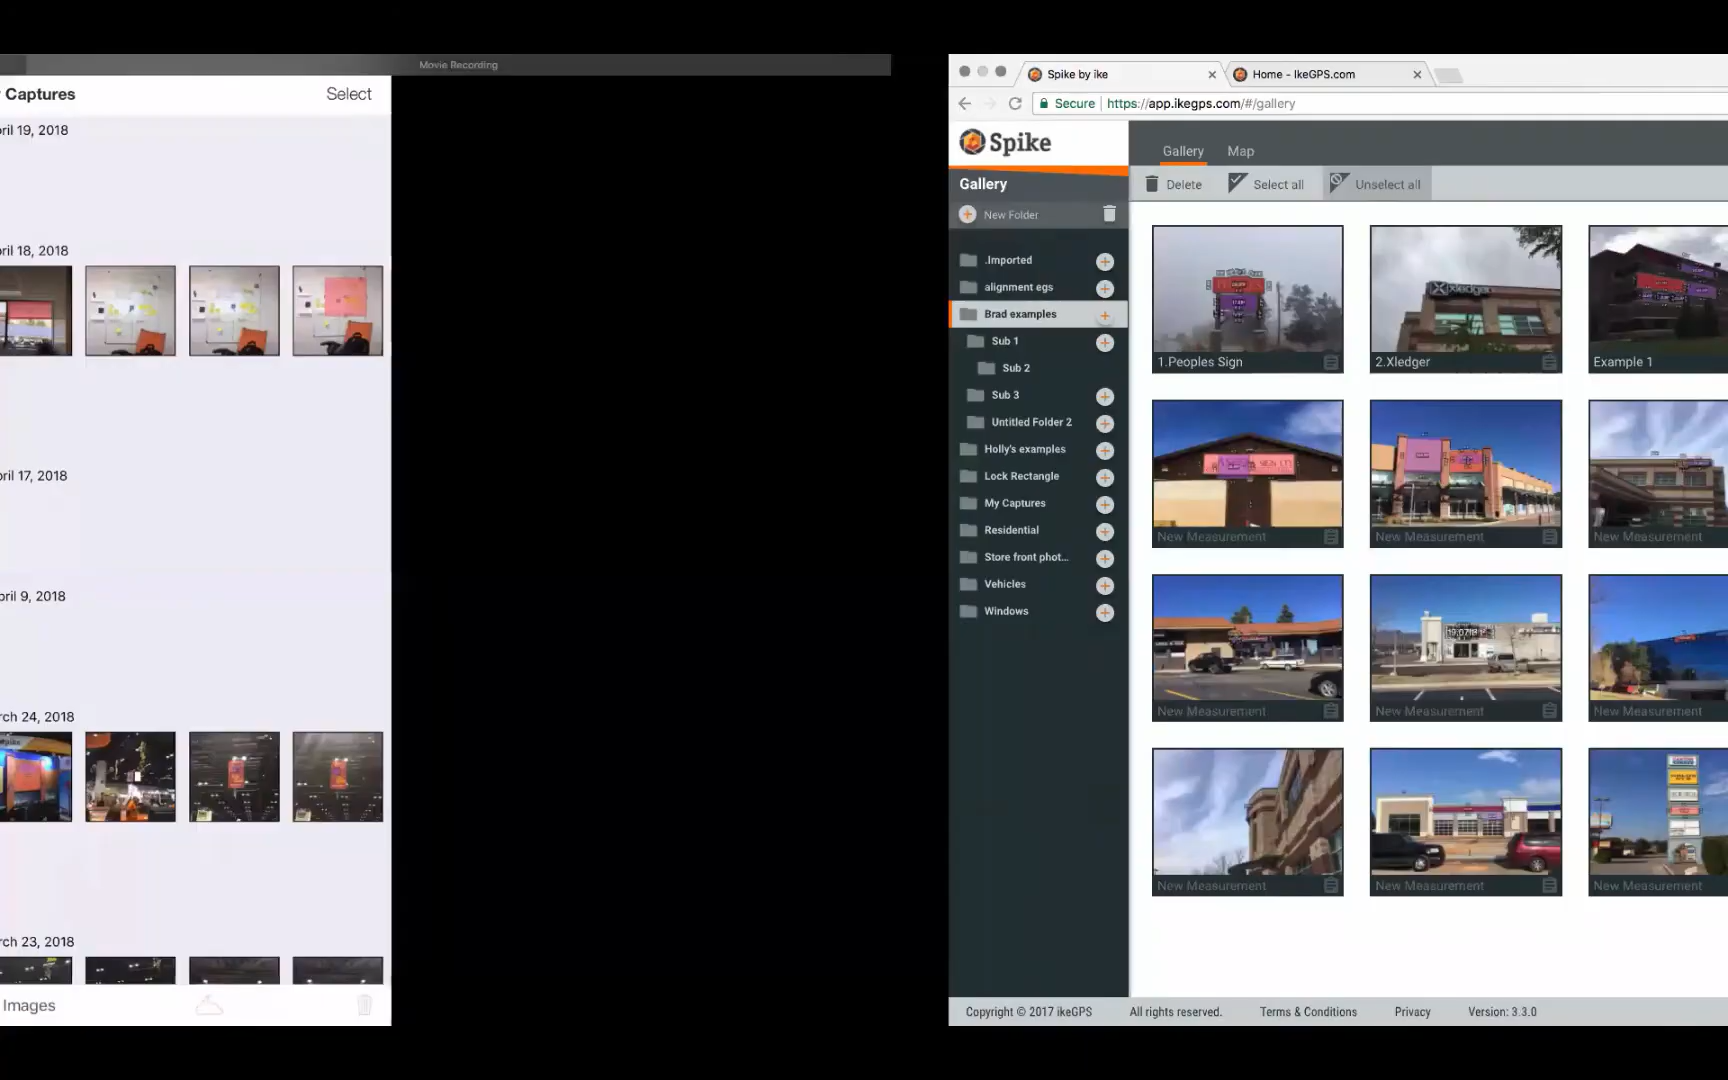 Movie Recording
Captures
Select
ril 19, 2018
ril 18, 2018
ril 17, 2018
ril 9, 2018
rch 24, 2018
rch 23, 2018
Images
Spike by ike
Home - IkeGPS.com
Secure
https://app.ikegps.com/#/gallery
Spike
Gallery
Map
Gallery
Delete
Select all
Unselect all
New Folder
.Imported
alignment egs
Brad examples
Sub 1
Sub 2
Sub 3
Untitled Folder 2
Holly's examples
Lock Rectangle
My Captures
Residential
Store front phot...
Vehicles
Windows
1.Peoples Sign
2.Xledger
Example 1
New Measurement
New Measurement
New Measurement
New Measurement
New Measurement
New Measurement
New Measurement
New Measurement
New Measurement
Copyright © 2017 ikeGPS
All rights reserved.
Terms & Conditions
Privacy
Version: 3.3.0